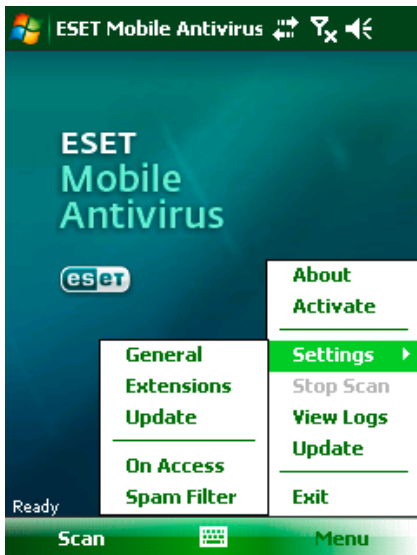 ESET Mobile Antivirus
ESET
Mobile
Antivirus
eset
About
Activate
Settings
Stop Scan
View Logs
Update
Exit
General
Extensions
Update
On Access
Spam Filter
Ready
Scan
Menu